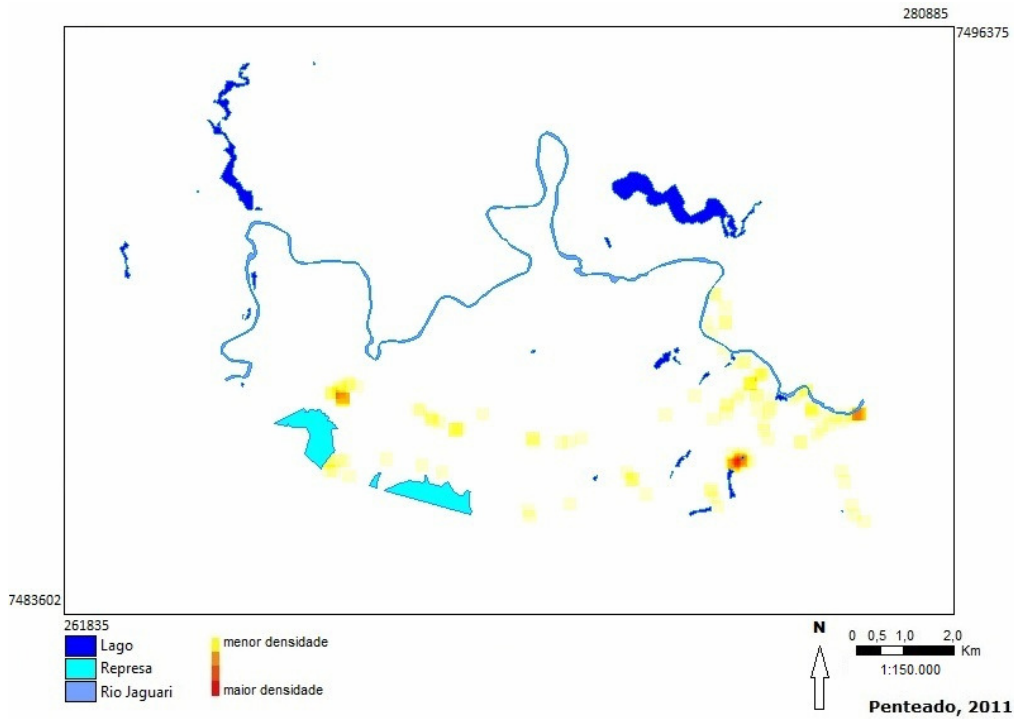 280885
7496375
7483602
261835
Lago
Represa
Rio Jaguari
menor densidade
maior densidade
N
0 0,5 1,0 2,0
Km
1:150.000
Penteado, 2011